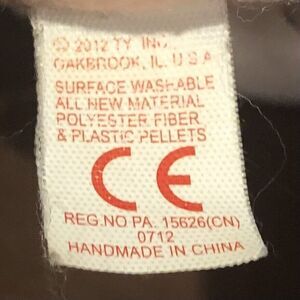 © 2012 TY INC.,
OAKBROOK, IL. U.S.A
SURFACE WASHABLE
ALL NEW MATERIAL
POLYESTER FIBER
& PLASTIC PELLETS
CE
REG.NO PA. 15626(CN)
0712
HANDMADE IN CHINA